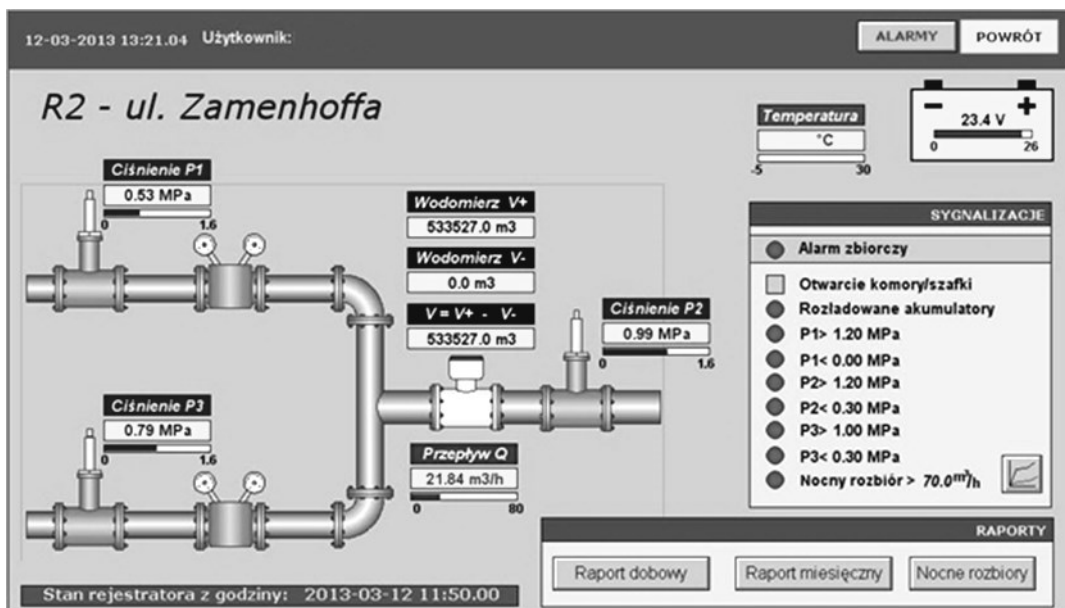 12-03-2013 13:21.04 Użytkownik:
ALARMY
POWRÓT
R2 - ul. Zamenhoffa
Temperatura
°C
-5 30
- +
23.4 V
0 26
Ciśnienie P1
0.53 MPa
0 1.6
Wodomierz V+
533527.0 m3
Wodomierz V-
0.0 m3
V = V+ - V-
533527.0 m3
Ciśnienie P2
0.99 MPa
0 1.6
Ciśnienie P3
0.79 MPa
0 1.6
Przepływ Q
21.84 m3/h
0 80
SYGNALIZACJE
Alarm zbiorczy
Otwarcie komory/szafki
Rozładowane akumulatory
P1> 1.20 MPa
P1< 0.00 MPa
P2> 1.20 MPa
P2< 0.30 MPa
P3> 1.00 MPa
P3< 0.30 MPa
Nocny rozbiór > 70.0m³/h
RAPORTY
Raport dobowy
Raport miesięczny
Nocne rozbiory
Stan rejestratora z godziny: 2013-03-12 11:50.00